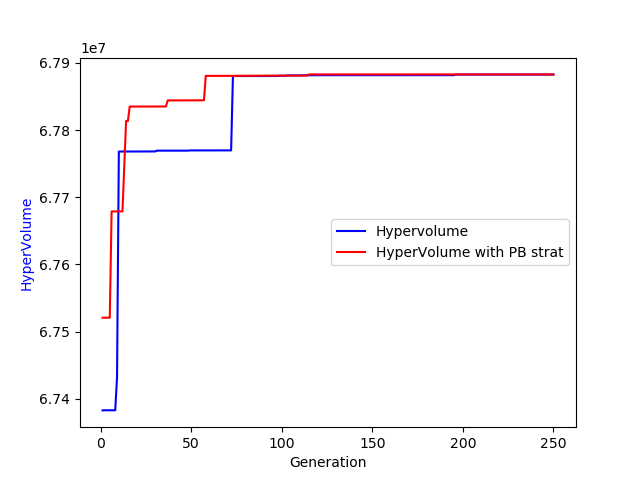 1e7
6.79
6.78
6.77
6.76
6.75
6.74
HyperVolume
Hypervolume
HyperVolume with PB strat
0 50 100 150 200 250
Generation